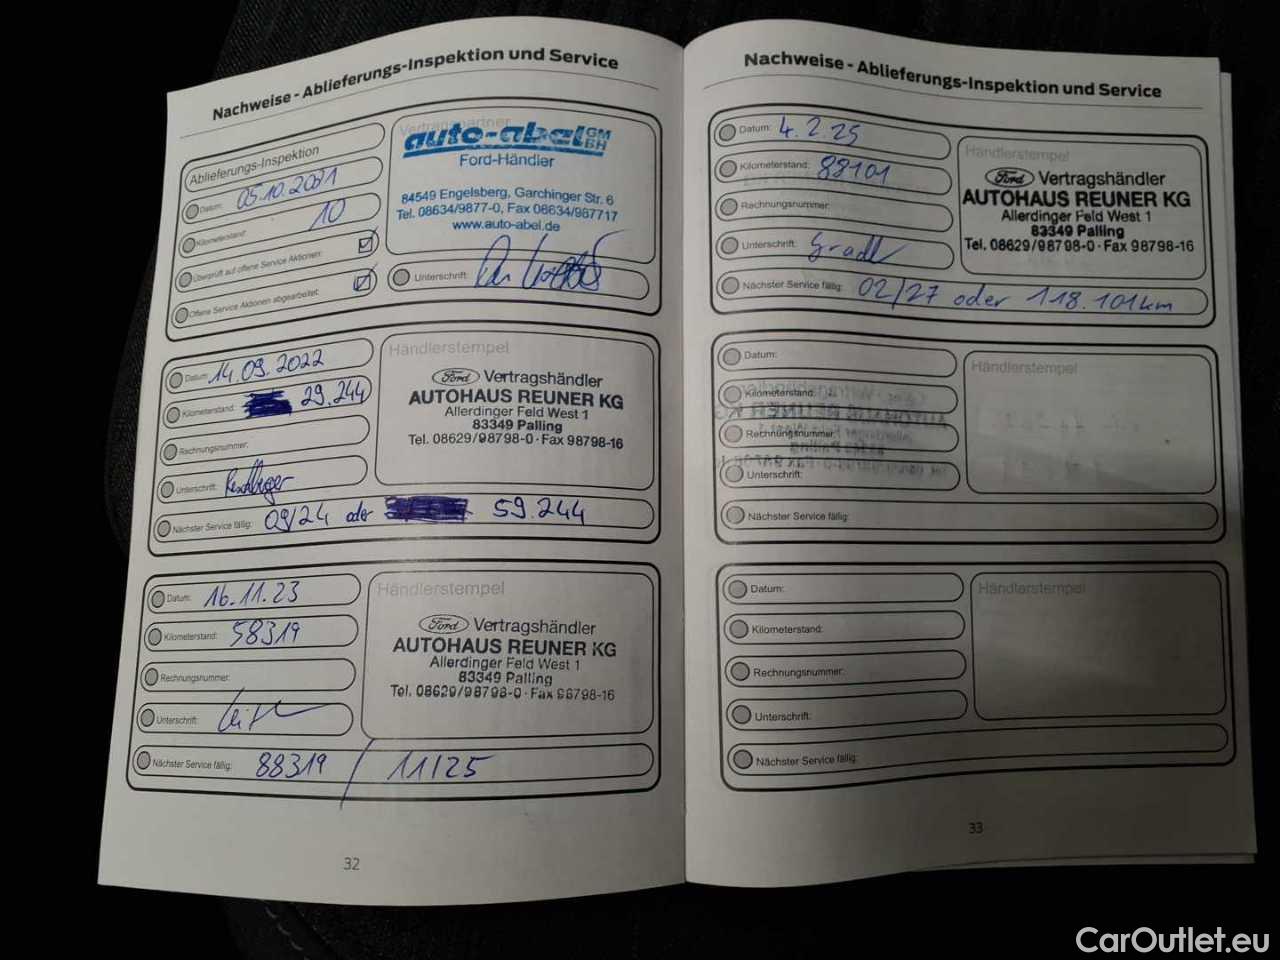 Nachweise - Ablieferungs-Inspektion und Service
Ablieferungs-Inspektion
Datum: 05.10.2021
Kilometerstand: 10
Überprüft auf offene Service Aktionen:
Offene Service Aktionen abgearbeitet:
Vertragspartner
auto-abel GM BH
Ford-Händler
84549 Engelsberg, Garchinger Str. 6
Tel. 08634/9877-0, Fax 08634/987717
www.auto-abel.de
Unterschrift:
Datum: 14.09.2022
Kilometerstand: 29.244
Rechnungsnummer:
Unterschrift:
Nächster Service fällig: 09/24 oder 59.244
Händlerstempel
Ford Vertragshändler
AUTOHAUS REUNER KG
Allerdinger Feld West 1
83349 Palling
Tel. 08629/98798-0 · Fax 98798-16
Datum: 16.11.23
Kilometerstand: 58319
Rechnungsnummer:
Unterschrift:
Nächster Service fällig: 88319 / 11/25
Händlerstempel
Ford Vertragshändler
AUTOHAUS REUNER KG
Allerdinger Feld West 1
83349 Palling
Tel. 08629/98798-0 · Fax 98798-16
32
Nachweise - Ablieferungs-Inspektion und Service
Datum: 4.2.25
Kilometerstand: 88101
Rechnungsnummer:
Unterschrift: Gradl
Nächster Service fällig: 02/27 oder 118.101km
Händlerstempel
Ford Vertragshändler
AUTOHAUS REUNER KG
Allerdinger Feld West 1
83349 Palling
Tel. 08629/98798-0 · Fax 98798-16
Datum:
Kilometerstand:
Rechnungsnummer:
Unterschrift:
Nächster Service fällig:
Händlerstempel
Datum:
Kilometerstand:
Rechnungsnummer:
Unterschrift:
Nächster Service fällig:
Händlerstempel
33
CarOutlet.eu